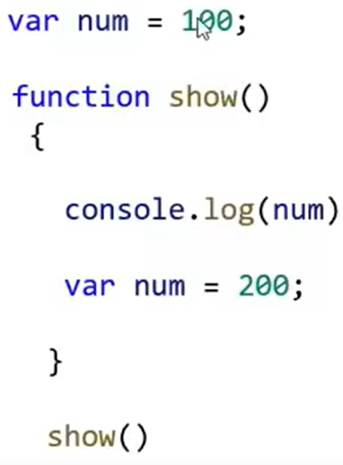 var num = 100;
function show()
{
console.log(num)
var num = 200;
}
show()